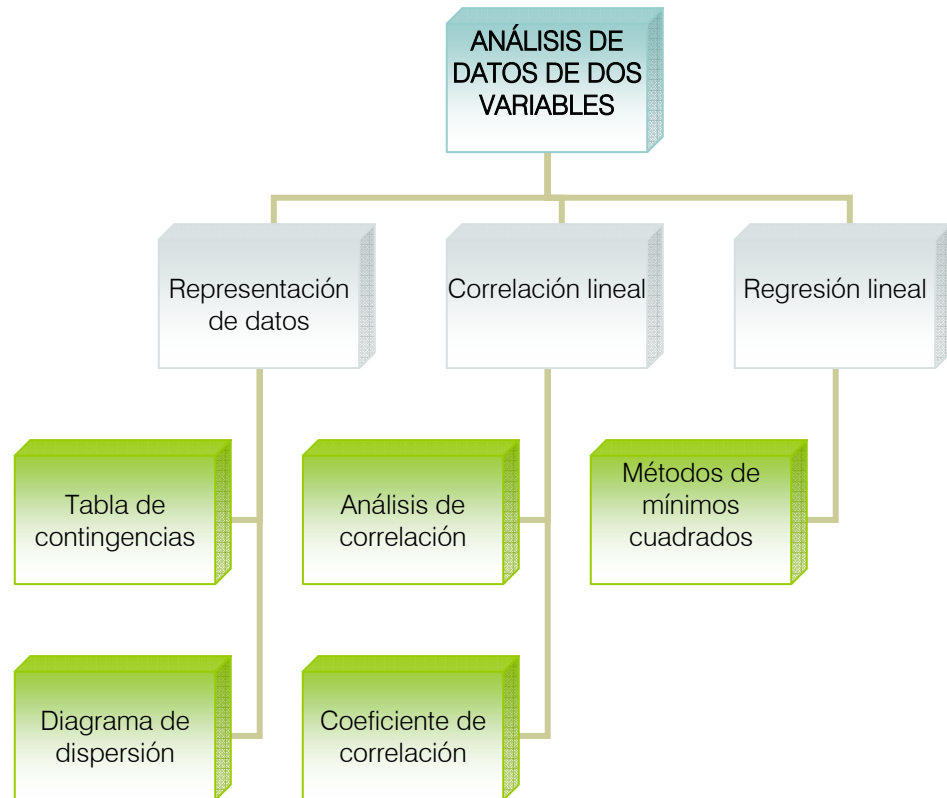 ANÁLISIS DE
DATOS DE DOS
VARIABLES
Representación
de datos
Correlación lineal
Regresión lineal
Tabla de
contingencias
Análisis de
correlación
Métodos de
mínimos
cuadrados
Diagrama de
dispersión
Coeficiente de
correlación